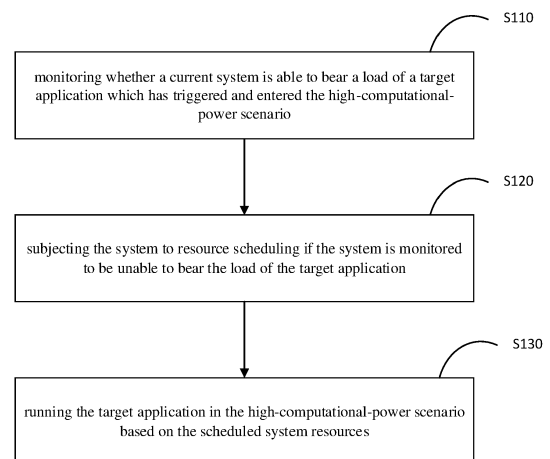 S110
monitoring whether a current system is able to bear a load of a target
application which has triggered and entered the high-computational-
power scenario
S120
subjecting the system to resource scheduling if the system is monitored
to be unable to bear the load of the target application
S130
running the target application in the high-computational-power scenario
based on the scheduled system resources